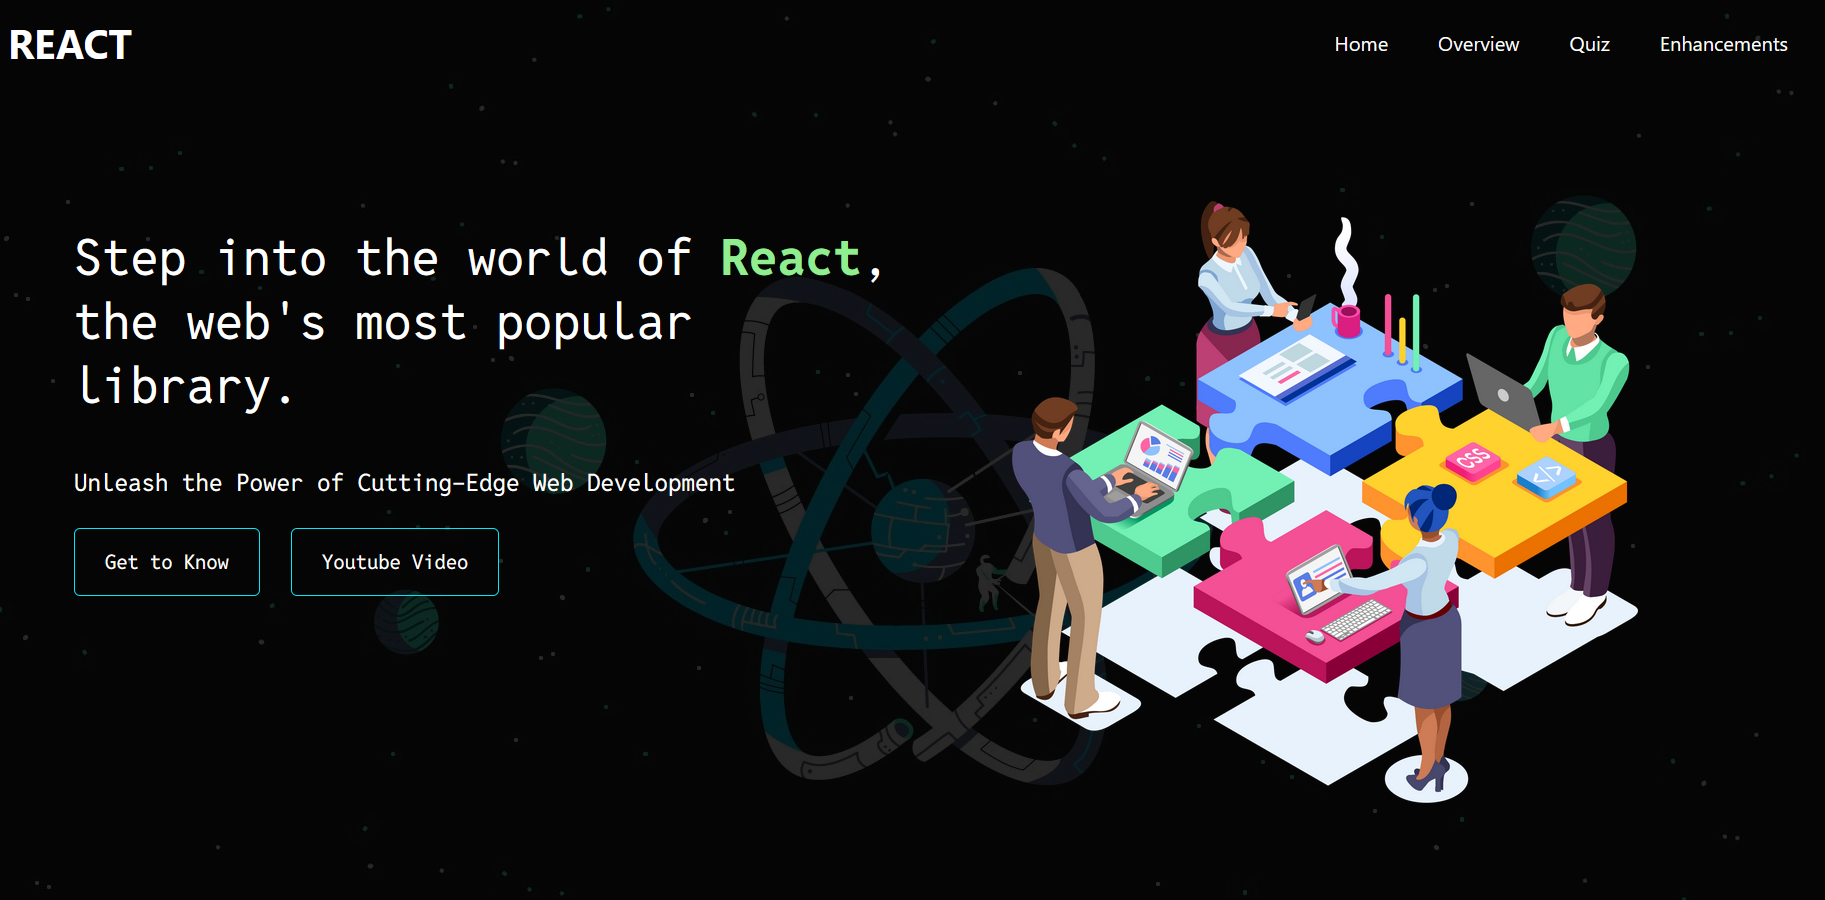 REACT
Home Overview Quiz Enhancements
Step into the world of React,
the web's most popular
library.
Unleash the Power of Cutting-Edge Web Development
Get to Know Youtube Video
CSS
</>